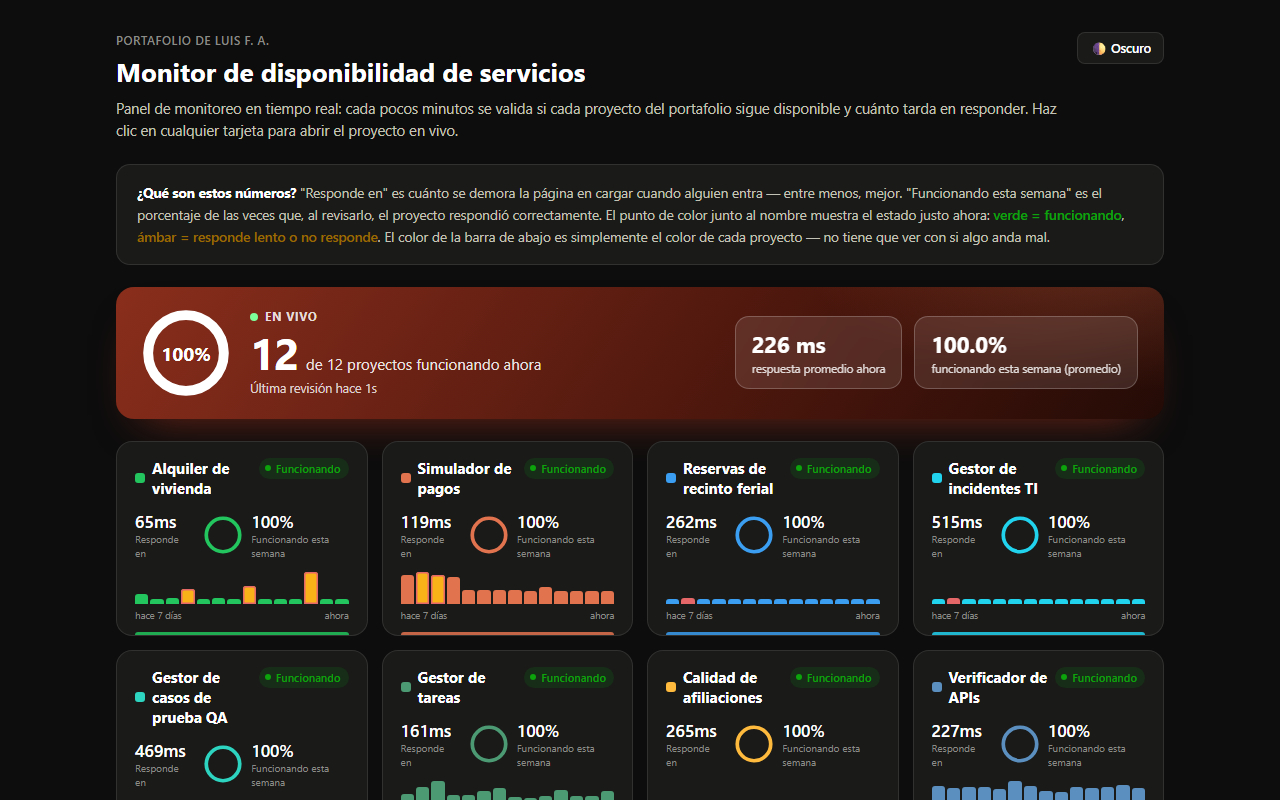 PORTAFOLIO DE LUIS F. A.
Monitor de disponibilidad de servicios
Oscuro
Panel de monitoreo en tiempo real: cada pocos minutos se valida si cada proyecto del portafolio sigue disponible y cuánto tarda en responder. Haz
clic en cualquier tarjeta para abrir el proyecto en vivo.
¿Qué son estos números? "Responde en" es cuánto se demora la página en cargar cuando alguien entra — entre menos, mejor. "Funcionando esta semana" es el
porcentaje de las veces que, al revisarlo, el proyecto respondió correctamente. El punto de color junto al nombre muestra el estado justo ahora: verde = funcionando,
ámbar = responde lento o no responde. El color de la barra de abajo es simplemente el color de cada proyecto — no tiene que ver con si algo anda mal.
100%
EN VIVO
12 de 12 proyectos funcionando ahora
Última revisión hace 1s
226 ms
respuesta promedio ahora
100.0%
funcionando esta semana (promedio)
Alquiler de
vivienda
Funcionando
65ms
Responde
en
100%
Funcionando esta
semana
hace 7 días
ahora
Simulador de
pagos
Funcionando
119ms
Responde
en
100%
Funcionando esta
semana
hace 7 días
ahora
Reservas de
recinto ferial
Funcionando
262ms
Responde
en
100%
Funcionando esta
semana
hace 7 días
ahora
Gestor de
incidentes TI
Funcionando
515ms
Responde
en
100%
Funcionando esta
semana
hace 7 días
ahora
Gestor de
casos de
prueba QA
Funcionando
469ms
Responde
en
100%
Funcionando esta
semana
Gestor de
tareas
Funcionando
161ms
Responde
en
100%
Funcionando esta
semana
Calidad de
afiliaciones
Funcionando
265ms
Responde
en
100%
Funcionando esta
semana
Verificador de
APIs
Funcionando
227ms
Responde
en
100%
Funcionando esta
semana